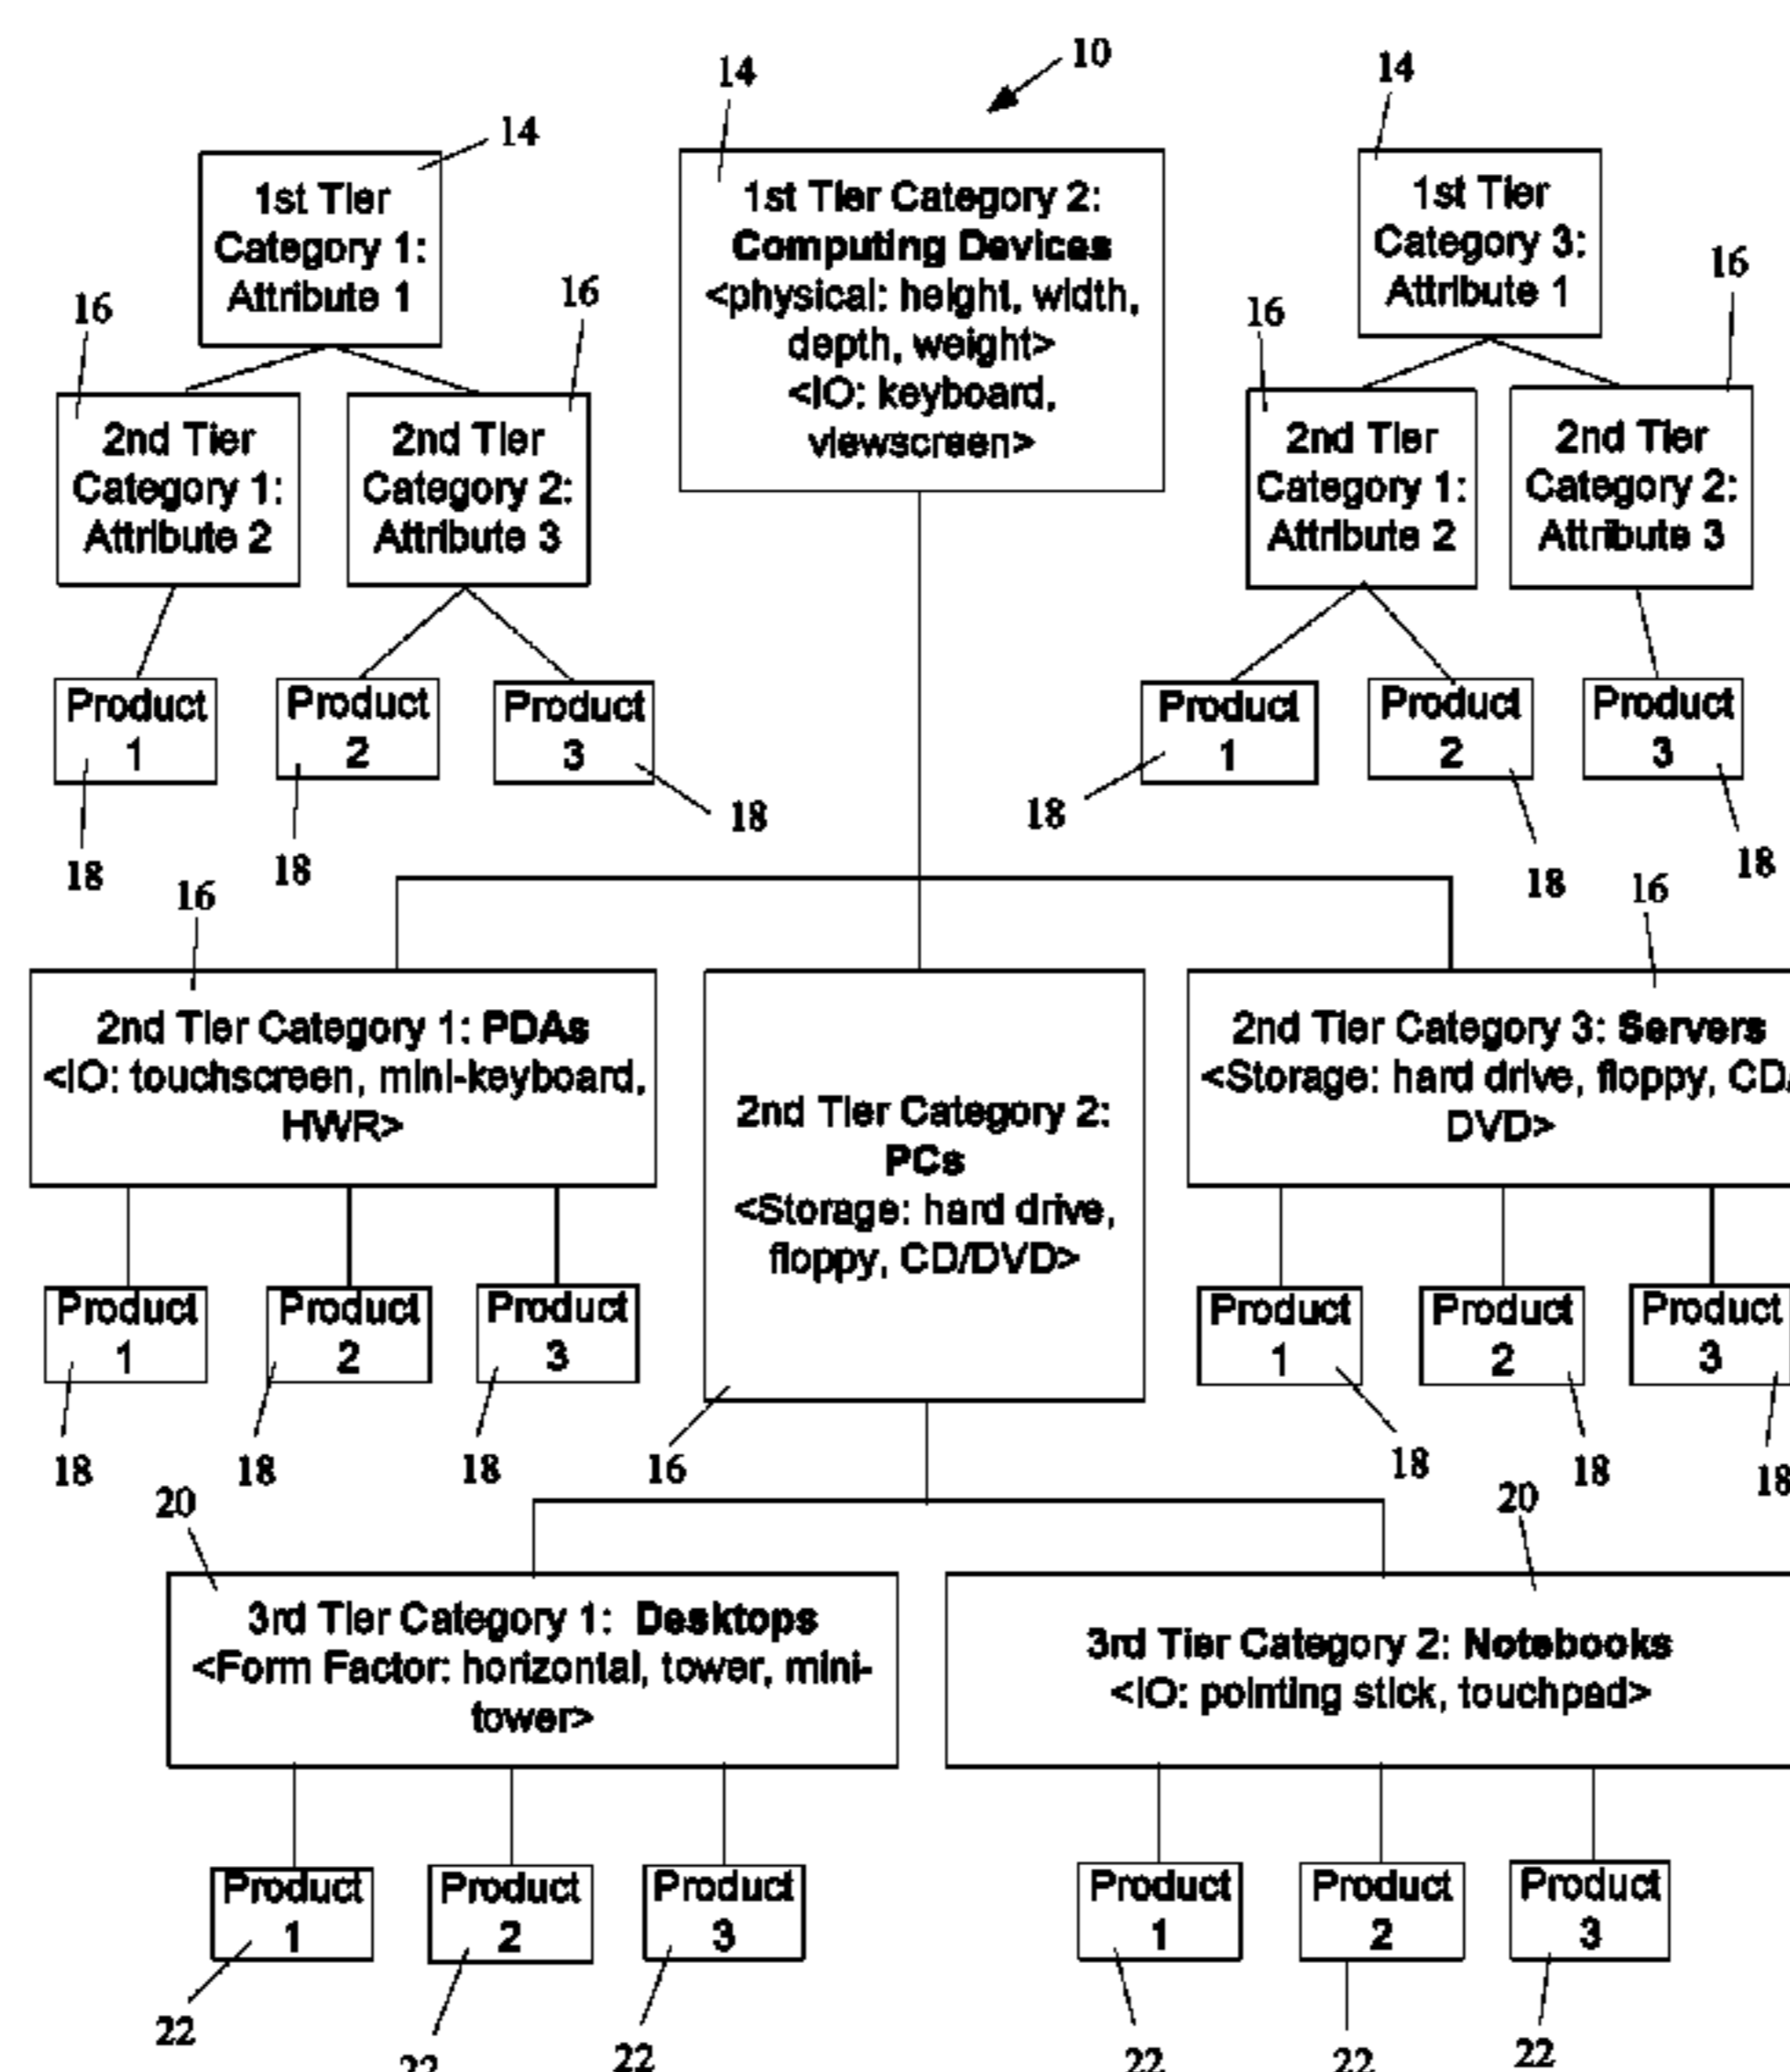 10
14
14
14
1st Tier
Category 1:
Attribute 1
1st Tier Category 2:
Computing Devices
<physical: height, width,
depth, weight>
<IO: keyboard,
viewscreen>
1st Tier
Category 3:
Attribute 1
16
16
16
16
2nd Tier
Category 1:
Attribute 2
2nd Tier
Category 2:
Attribute 3
2nd Tier
Category 1:
Attribute 2
2nd Tier
Category 2:
Attribute 3
Product
1
Product
2
Product
3
Product
1
Product
2
Product
3
18
18
18
18
18
18
16
16
2nd Tier Category 1: PDAs
<IO: touchscreen, mini-keyboard,
HWR>
2nd Tier Category 2:
PCs
<Storage: hard drive,
floppy, CD/DVD>
2nd Tier Category 3: Servers
<Storage: hard drive, floppy, CD/
DVD>
Product
1
Product
2
Product
3
Product
1
Product
2
Product
3
18
18
18
16
18
18
18
20
20
3rd Tier Category 1: Desktops
<Form Factor: horizontal, tower, mini-
tower>
3rd Tier Category 2: Notebooks
<IO: pointing stick, touchpad>
Product
1
Product
2
Product
3
Product
1
Product
2
Product
3
22
22
22
22
22
22